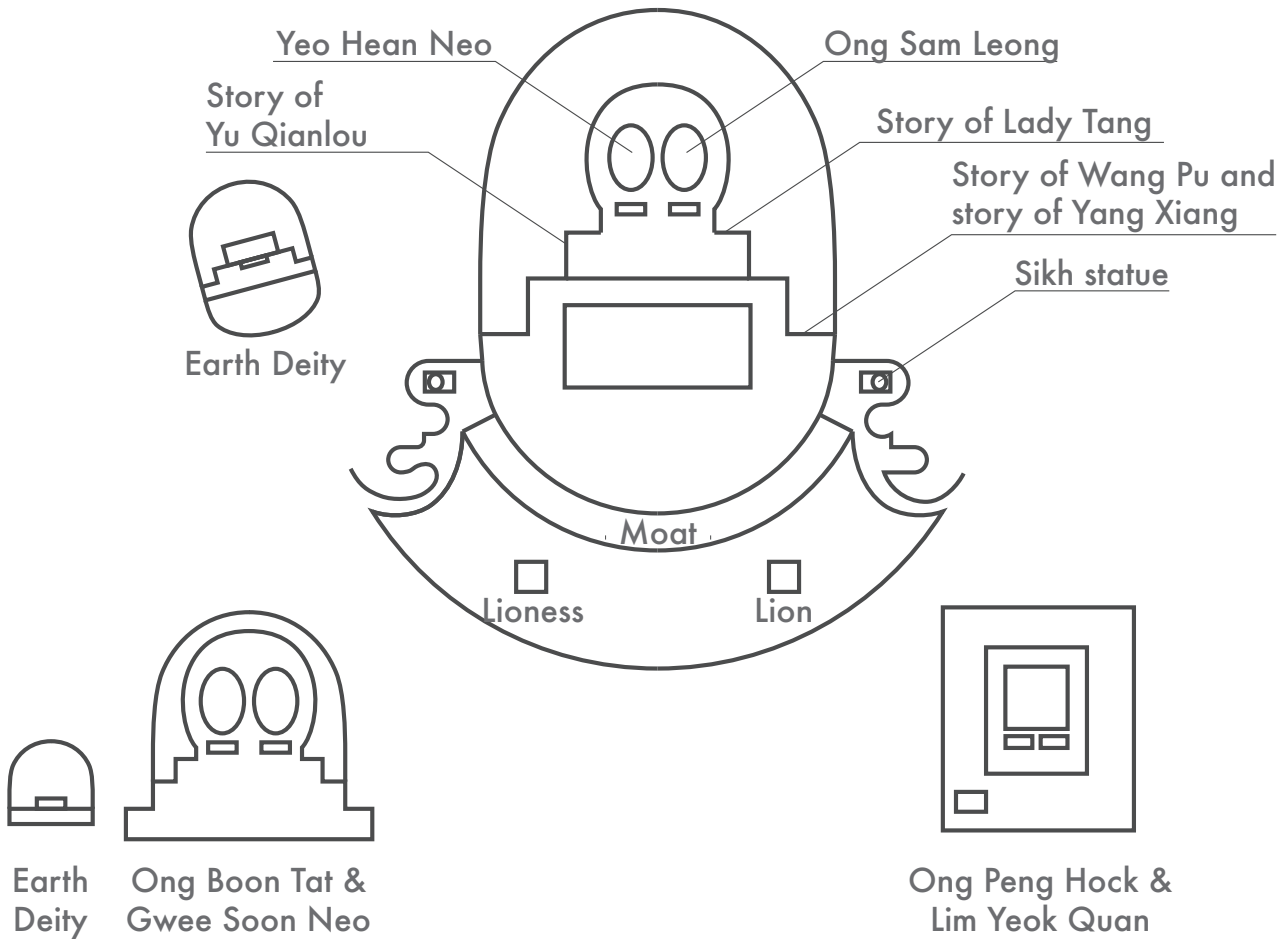 Yeo Hean Neo
Ong Sam Leong
Story of
Yu Qianlou
Story of Lady Tang
Story of Wang Pu and
story of Yang Xiang
Sikh statue
Earth Deity
Moat
Lioness
Lion
Earth
Deity
Ong Boon Tat &
Gwee Soon Neo
Ong Peng Hock &
Lim Yeok Quan